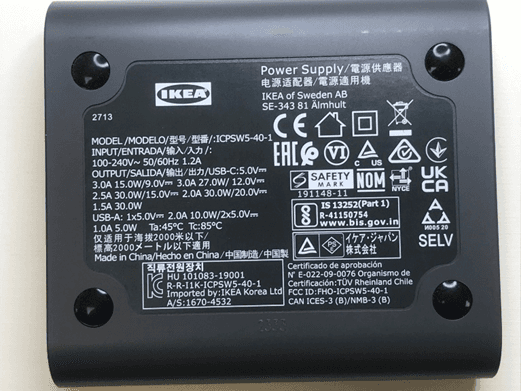 IKEA
Power Supply/電源供應器
电源适配器/電源適用機
IKEA of Sweden AB
SE-343 81 Älmhult
2713
MODEL/MODELO/型号/型番/:ICPSW5-40-1
INPUT/ENTRADA/输入/入力/:
100-240V~ 50/60Hz 1.2A
OUTPUT/SALIDA/输出/出力/USB-C:5.0V⎓
3.0A 15.0W/9.0V⎓ 3.0A 27.0W/ 12.0V⎓
2.5A 30.0W/15.0V⎓ 2.0A 30.0W/20.0V⎓
1.5A 30.0W
USB-A: 1x5.0V⎓ 2.0A 10.0W/2x5.0V⎓
1.0A 5.0W Ta:45°C Tc:85°C
仅适用于海拔2000米以下/
標高2000メートル以下適用
Made in China/Hecho en China/中国制造/中国製
CE
EAC
VI
C UL US
SAFETY
MARK
191148-11
NOM
NYCE
UK
CA
IS 13252(Part 1)
R-41150754
www.bis.gov.in
SELV
PS
E
イケア・ジャパン
株式会社
직류전원장치
KC
HU 101083-19001
R-R-I1K-ICPSW5-40-1
Imported by:IKEA Korea Ltd
A/S:1670-4532
Certificado de aprobación
N° E-022-09-0076 Organismo de
Certificación:TÜV Rheinland Chile
FCC ID:FHO-ICPSW5-40-1
CAN ICES-3 (B)/NMB-3 (B)